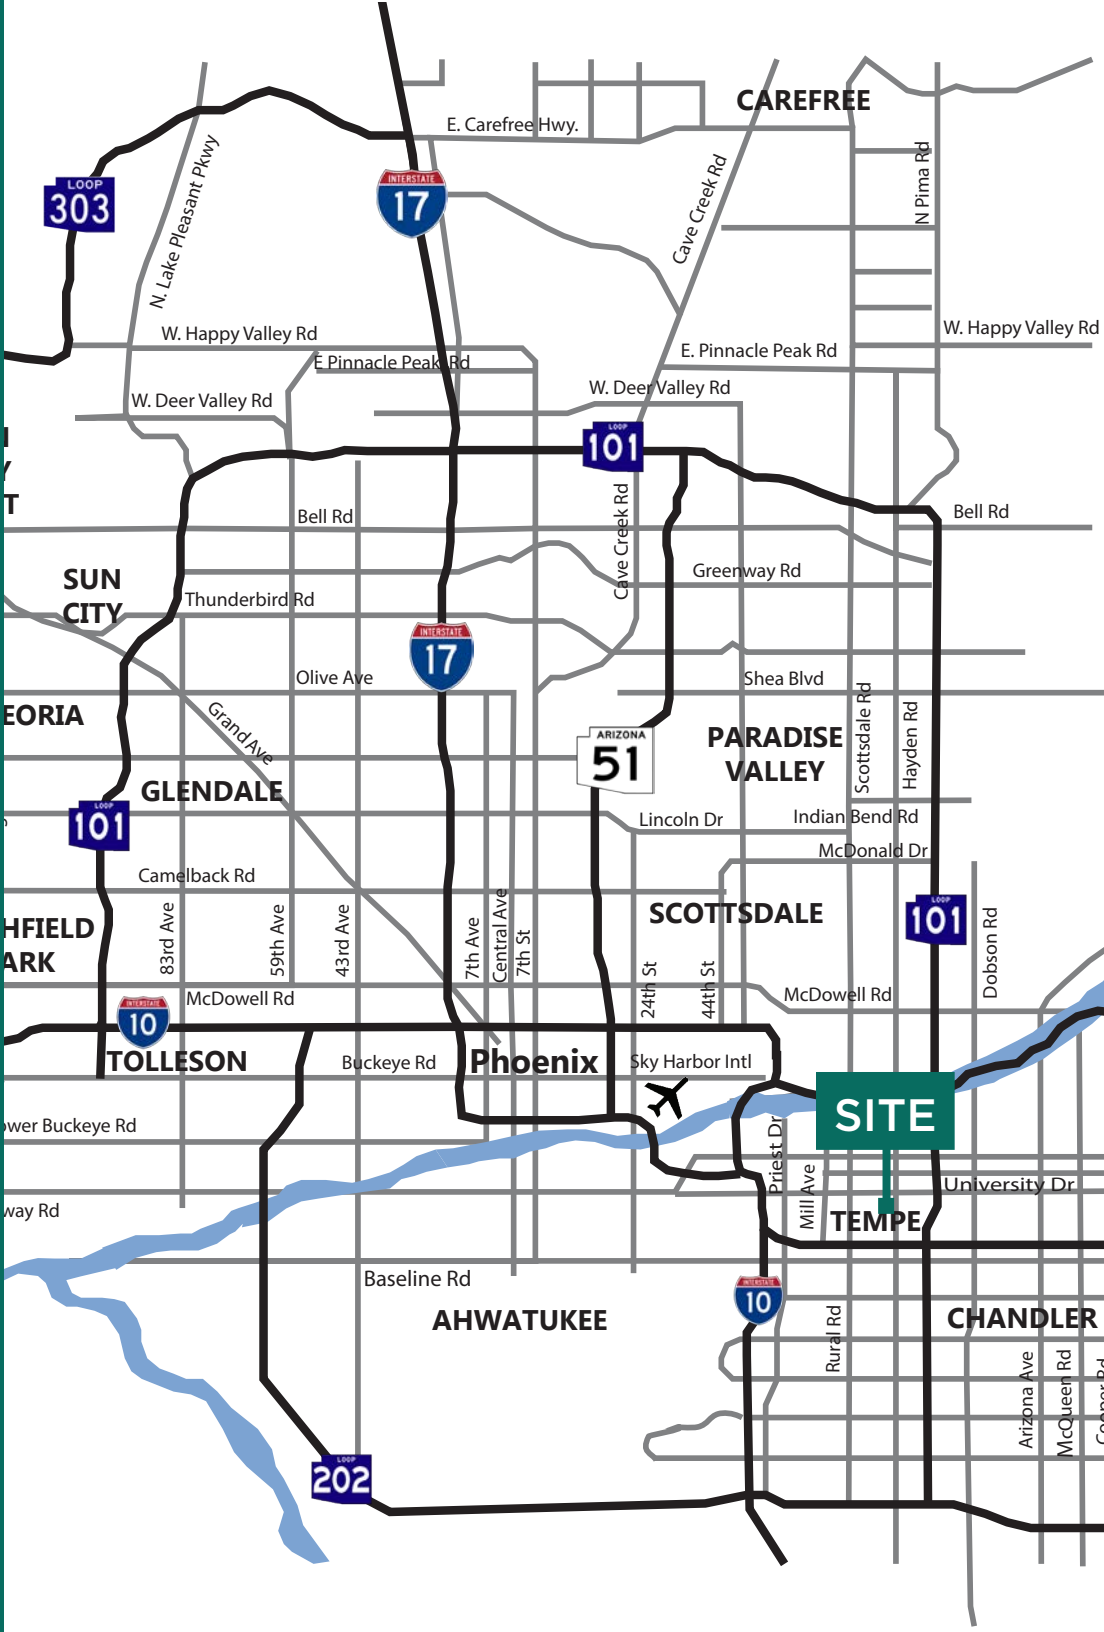 CAREFREE
E. Carefree Hwy.
N. Lake Pleasant Pkwy
LOOP
303
INTERSTATE
17
Cave Creek Rd
N Pima Rd
W. Happy Valley Rd
W. Happy Valley Rd
E Pinnacle Peak Rd
E. Pinnacle Peak Rd
W. Deer Valley Rd
W. Deer Valley Rd
LOOP
101
Y
T
Bell Rd
Cave Creek Rd
Bell Rd
SUN
CITY
Greenway Rd
Thunderbird Rd
INTERSTATE
17
Olive Ave
Shea Blvd
EORIA
Grand Ave
ARIZONA
51
PARADISE
VALLEY
Scottsdale Rd
Hayden Rd
GLENDALE
LOOP
101
Lincoln Dr
Indian Bend Rd
McDonald Dr
Camelback Rd
SCOTTSDALE
LOOP
101
HFIELD
ARK
83rd Ave
59th Ave
43rd Ave
7th Ave
Central Ave
7th St
24th St
44th St
Dobson Rd
McDowell Rd
McDowell Rd
INTERSTATE
10
TOLLESON
Buckeye Rd
Phoenix
Sky Harbor Intl
SITE
ower Buckeye Rd
Priest Dr
Mill Ave
University Dr
way Rd
TEMPE
Baseline Rd
INTERSTATE
10
AHWATUKEE
CHANDLER
Rural Rd
Arizona Ave
McQueen Rd
Cooper Rd
LOOP
202